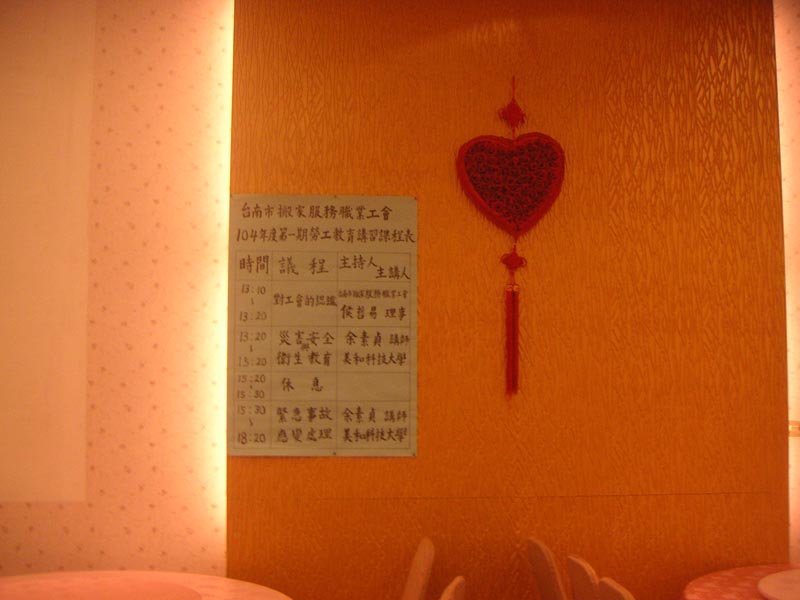 台南市搬家服務職業工會
104年度第一期勞工教育講習課程表
時間 議程 主持人 主講人
13:10 ~ 13:20 對工會的認識 台南市搬家服務職業工會 侯哲易 理事
13:20 ~ 15:20 災害安全與衛生教育 余素貞 講師 美和科技大學
15:20 ~ 15:30 休息
15:30 ~ 18:20 緊急事故應變處理 余素貞 講師 美和科技大學